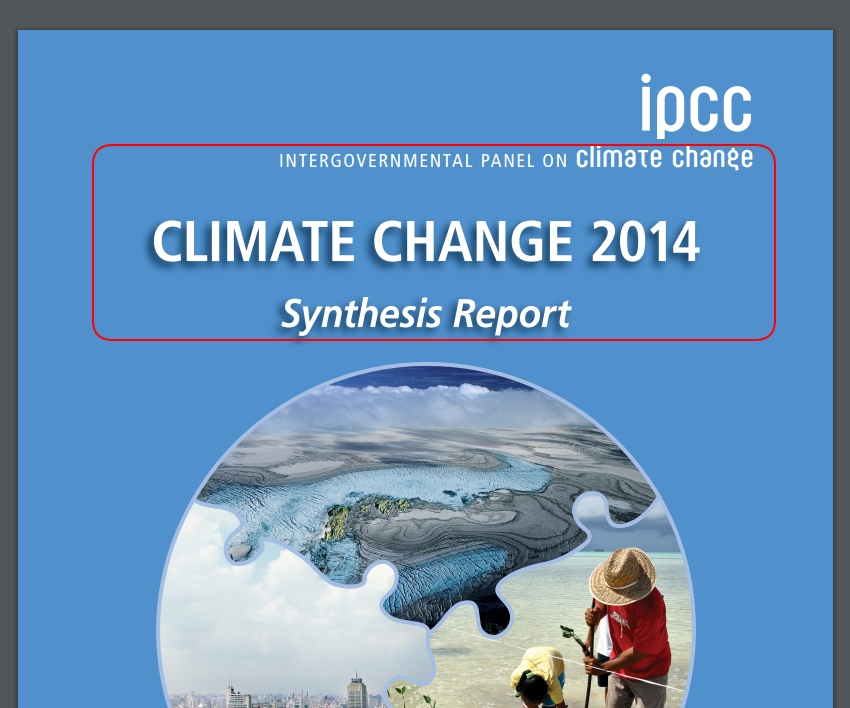 ipcc
INTERGOVERNMENTAL PANEL ON climate change
CLIMATE CHANGE 2014
Synthesis Report